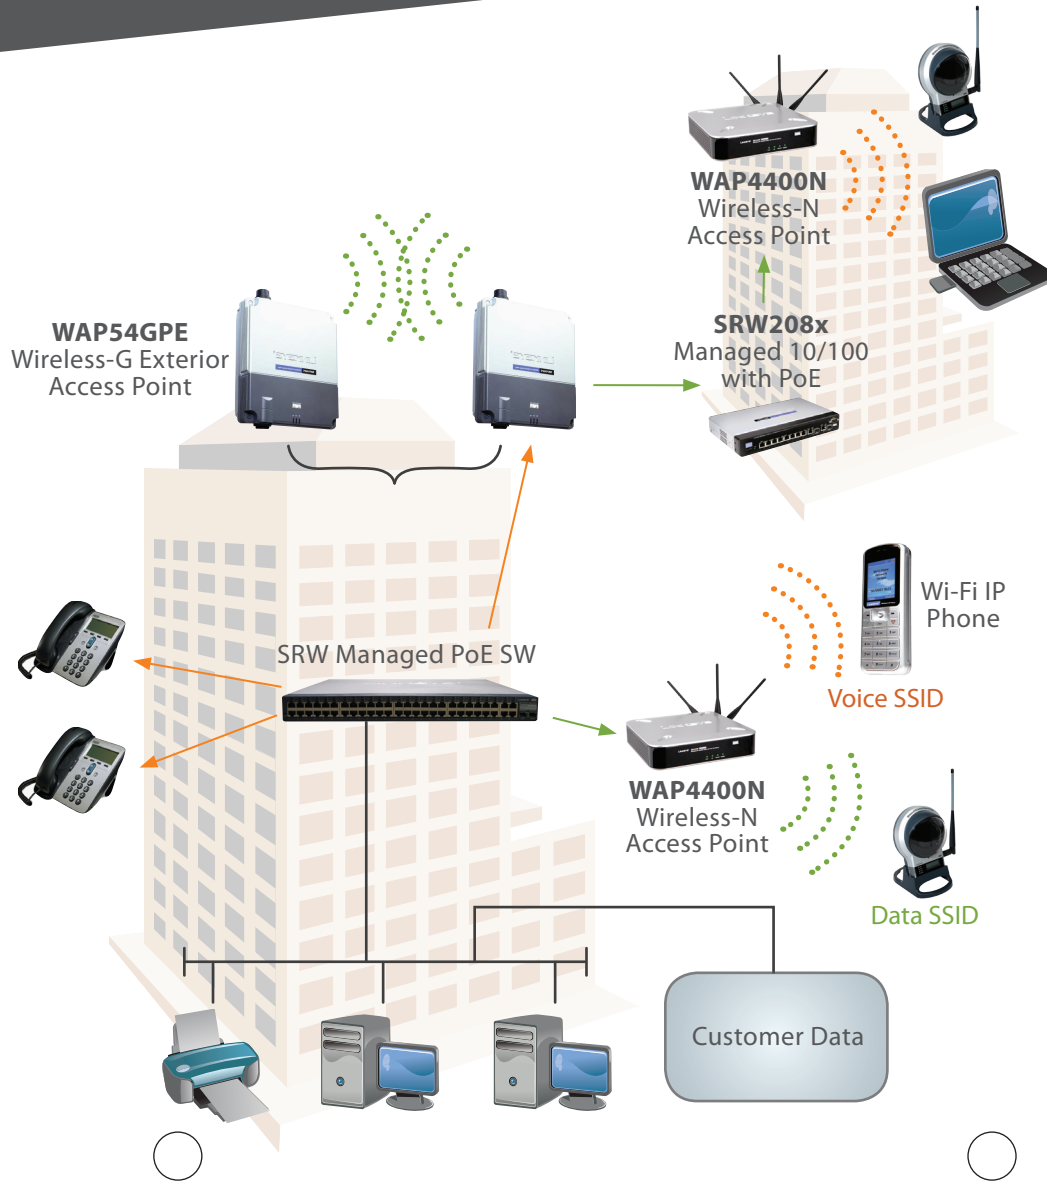 WAP4400N
Wireless-N
Access Point
WAP54GPE
Wireless-G Exterior
Access Point
SRW208x
Managed 10/100
with PoE
Wi-Fi IP
Phone
SRW Managed PoE SW
Voice SSID
WAP4400N
Wireless-N
Access Point
Data SSID
Customer Data